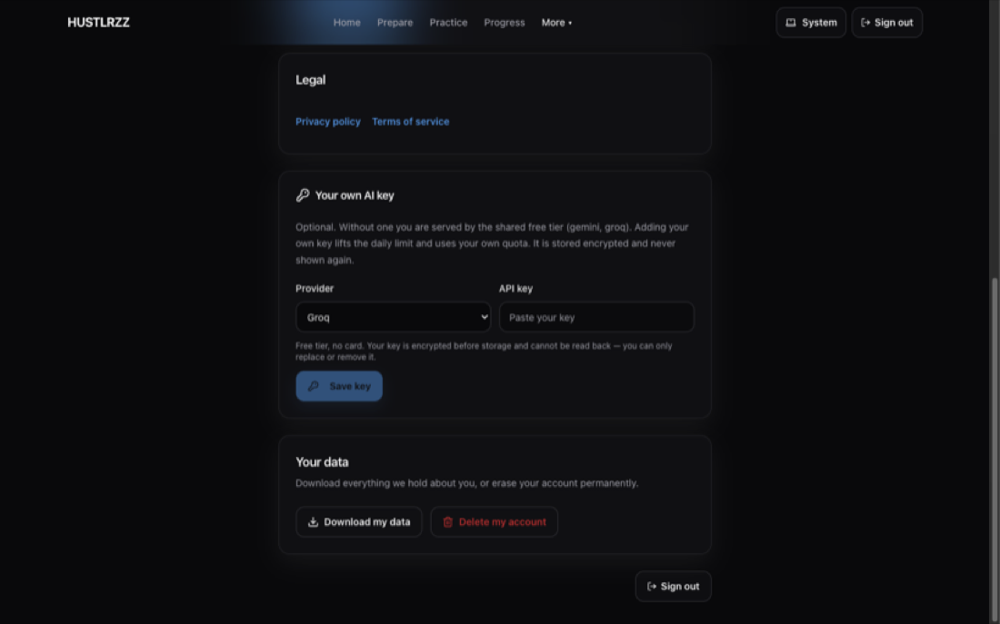 HUSTLRZZ
Home Prepare Practice Progress More •
System Sign out
Legal
Privacy policy Terms of service
Your own AI key
Optional. Without one you are served by the shared free tier (gemini, groq). Adding your
own key lifts the daily limit and uses your own quota. It is stored encrypted and never
shown again.
Provider API key
Groq Paste your key
Free tier, no card. Your key is encrypted before storage and cannot be read back — you can only
replace or remove it.
Save key
Your data
Download everything we hold about you, or erase your account permanently.
Download my data Delete my account
Sign out